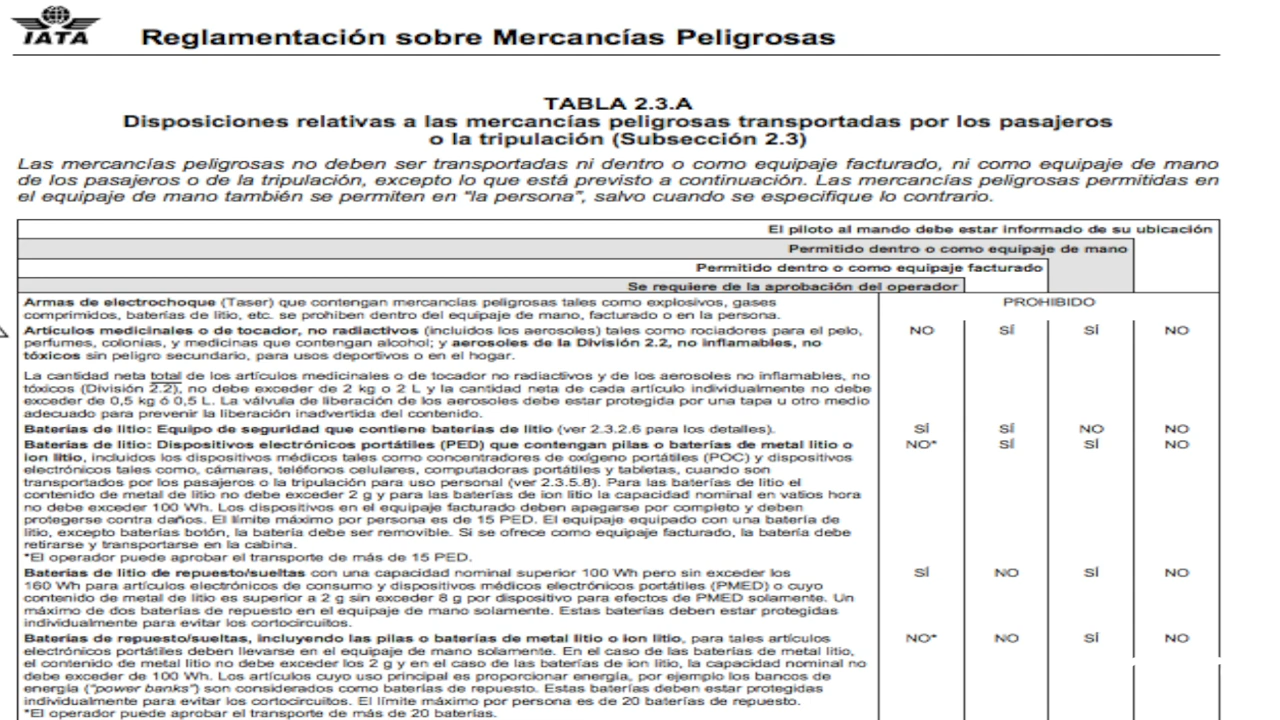 IATA
Reglamentación sobre Mercancías Peligrosas
TABLA 2.3.A
Disposiciones relativas a las mercancías peligrosas transportadas por los pasajeros
o la tripulación (Subsección 2.3)
Las mercancías peligrosas no deben ser transportadas ni dentro o como equipaje facturado, ni como equipaje de mano
de los pasajeros o de la tripulación, excepto lo que está previsto a continuación. Las mercancías peligrosas permitidas en
el equipaje de mano también se permiten en “la persona”, salvo cuando se especifique lo contrario.
El piloto al mando debe estar informado de su ubicación
Permitido dentro o como equipaje de mano
Permitido dentro o como equipaje facturado
Se requiere de la aprobación del operador
Armas de electrochoque (Taser) que contengan mercancías peligrosas tales como explosivos, gases PROHIBIDO
comprimidos, baterías de litio, etc. se prohiben dentro del equipaje de mano, facturado o en la persona.
Artículos medicinales o de tocador, no radiactivos (incluidos los aerosoles) tales como rociadores para el pelo, NO SÍ SÍ NO
perfumes, colonias, y medicinas que contengan alcohol; y aerosoles de la División 2.2, no inflamables, no
tóxicos sin peligro secundario, para usos deportivos o en el hogar.
La cantidad neta total de los artículos medicinales o de tocador no radiactivos y de los aerosoles no inflamables, no
tóxicos (División 2.2), no debe exceder de 2 kg o 2 L y la cantidad neta de cada artículo individualmente no debe
exceder de 0,5 kg ó 0,5 L. La válvula de liberación de los aerosoles debe estar protegida por una tapa u otro medio
adecuado para prevenir la liberación inadvertida del contenido.
Baterías de litio: Equipo de seguridad que contiene baterías de litio (ver 2.3.2.6 para los detalles). SÍ SÍ NO NO
Baterías de litio: Dispositivos electrónicos portátiles (PED) que contengan pilas o baterías de metal litio o NO* SÍ SÍ NO
ion litio, incluidos los dispositivos médicos tales como concentradores de oxígeno portátiles (POC) y dispositivos
electrónicos tales como, cámaras, teléfonos celulares, computadoras portátiles y tabletas, cuando son
transportados por los pasajeros o la tripulación para uso personal (ver 2.3.5.8). Para las baterías de litio el
contenido de metal de litio no debe exceder 2 g y para las baterías de ion litio la capacidad nominal en vatios hora
no debe exceder 100 Wh. Los dispositivos en el equipaje facturado deben apagarse por completo y deben
protegerse contra daños. El límite máximo por persona es de 15 PED. El equipaje equipado con una batería de
litio, excepto baterías botón, la batería debe ser removible. Si se ofrece como equipaje facturado, la batería debe
retirarse y transportarse en la cabina.
*El operador puede aprobar el transporte de más de 15 PED.
Baterías de litio de repuesto/sueltas con una capacidad nominal superior 100 Wh pero sin exceder los SÍ NO SÍ NO
160 Wh para artículos electrónicos de consumo y dispositivos médicos electrónicos portátiles (PMED) o cuyo
contenido de metal de litio es superior a 2 g sin exceder 8 g por dispositivo para efectos de PMED solamente. Un
máximo de dos baterías de repuesto en el equipaje de mano solamente. Estas baterías deben estar protegidas
individualmente para evitar los cortocircuitos.
Baterías de repuesto/sueltas, incluyendo las pilas o baterías de metal litio o ion litio, para tales artículos NO* NO SÍ NO
electrónicos portátiles deben llevarse en el equipaje de mano solamente. En el caso de las baterías de metal litio,
el contenido de metal litio no debe exceder los 2 g y en el caso de las baterías de ion litio, la capacidad nominal no
debe exceder de 100 Wh. Los artículos cuyo uso principal es proporcionar energía, por ejemplo los bancos de
energía (“power banks”) son considerados como baterías de repuesto. Estas baterías deben estar protegidas
individualmente para evitar los cortocircuitos. El límite máximo por persona es de 20 baterías de repuesto.
*El operador puede aprobar el transporte de más de 20 baterías.